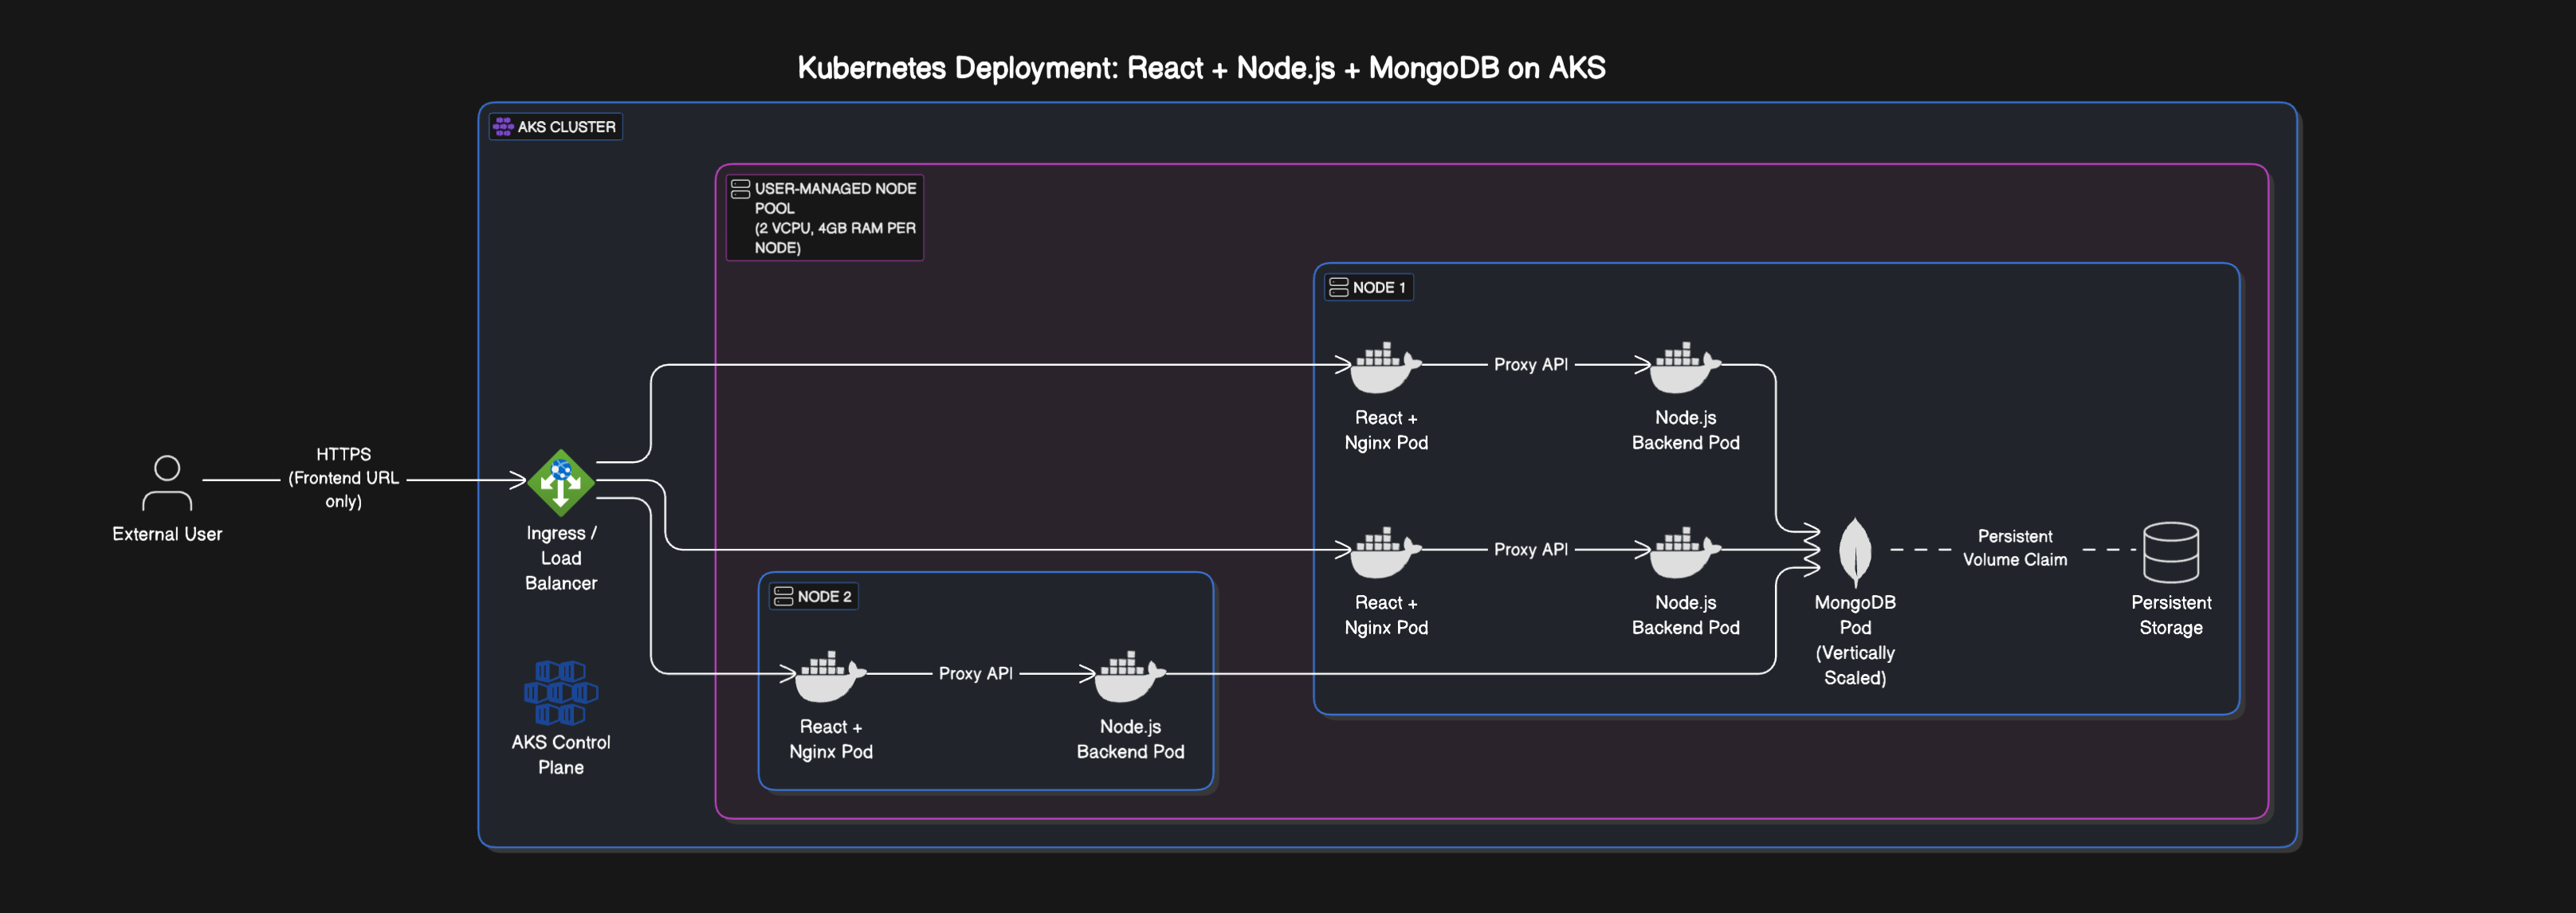 Kubernetes Deployment: React + Node.js + MongoDB on AKS
AKS CLUSTER
USER-MANAGED NODE
POOL
(2 VCPU, 4GB RAM PER
NODE)
NODE 1
React +
Nginx Pod
Proxy API
Node.js
Backend Pod
HTTPS
(Frontend URL
only)
External User
Ingress /
Load
Balancer
React +
Nginx Pod
Proxy API
Node.js
Backend Pod
MongoDB
Pod
(Vertically
Scaled)
Persistent
Volume Claim
Persistent
Storage
NODE 2
React +
Nginx Pod
Proxy API
Node.js
Backend Pod
AKS Control
Plane